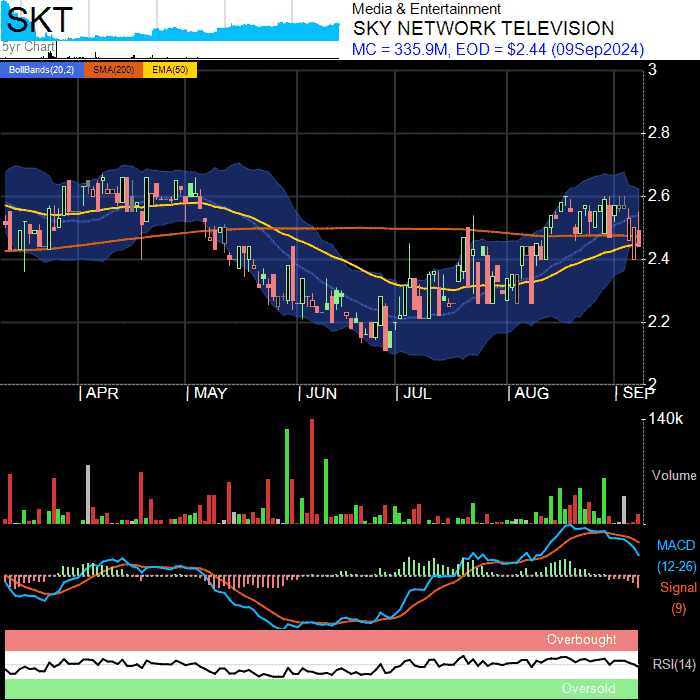 SKT
5yr Chart
Media & Entertainment
SKY NETWORK TELEVISION
MC = 335.9M, EOD = $2.44 (09Sep2024)
BollBands(20,2) SMA(200) EMA(50)
3
2.8
2.6
2.4
2.2
2
APR MAY JUN JUL AUG SEP
140k
Volume
MACD
(12-26)
Signal
(9)
Overbought
RSI(14)
Oversold